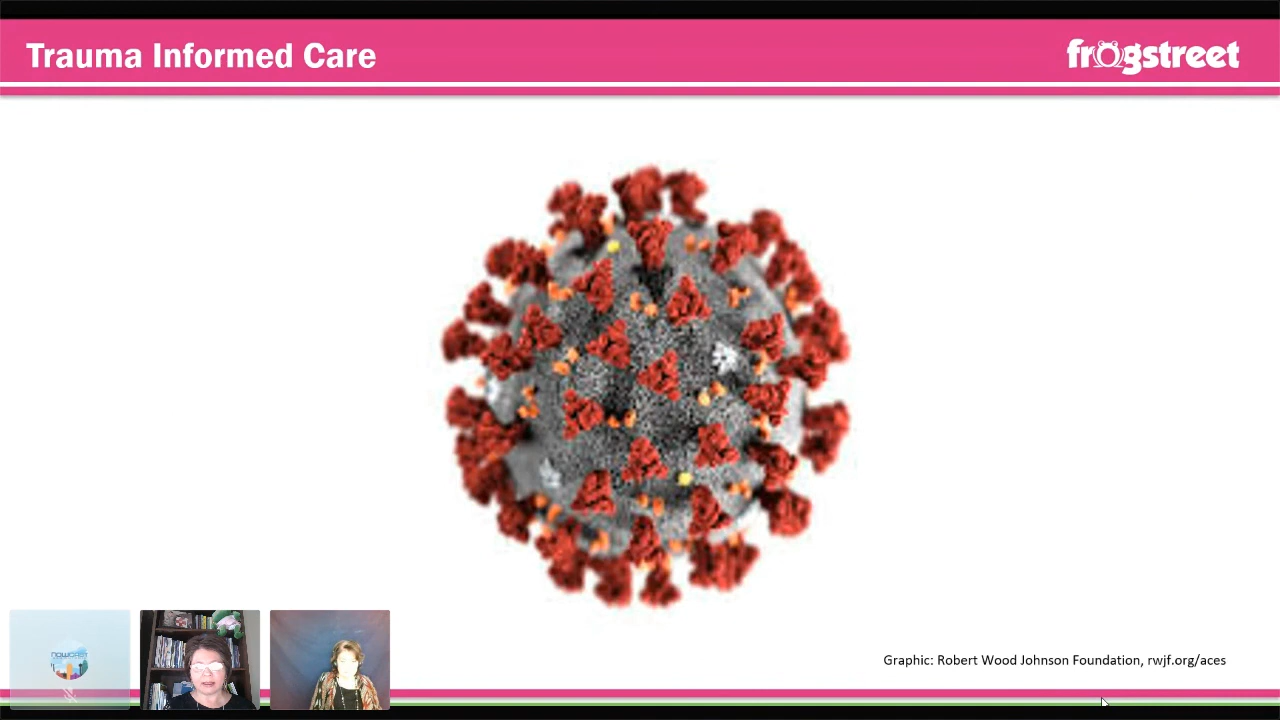 Trauma Informed Care
frogstreet
Graphic: Robert Wood Johnson Foundation, rwjf.org/aces